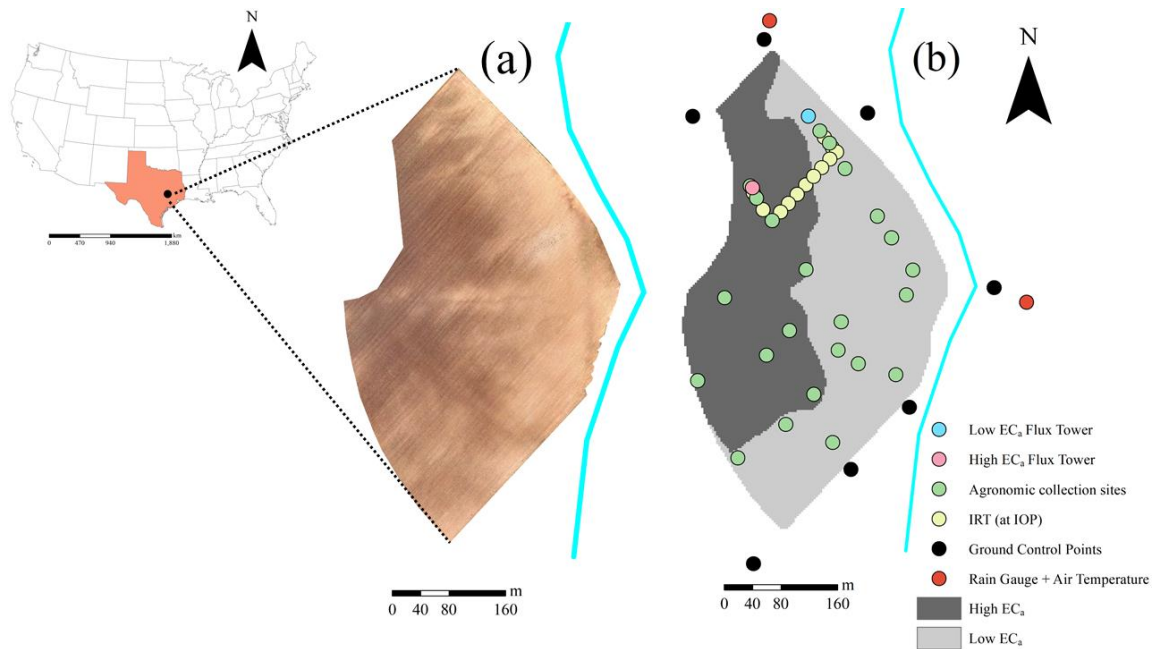 N
(a)
km
0 470 940 1,880
m
0 40 80 160
(b)
N
m
0 40 80 160
Low ECa Flux Tower
High ECa Flux Tower
Agronomic collection sites
IRT (at IOP)
Ground Control Points
Rain Gauge + Air Temperature
High ECa
Low ECa